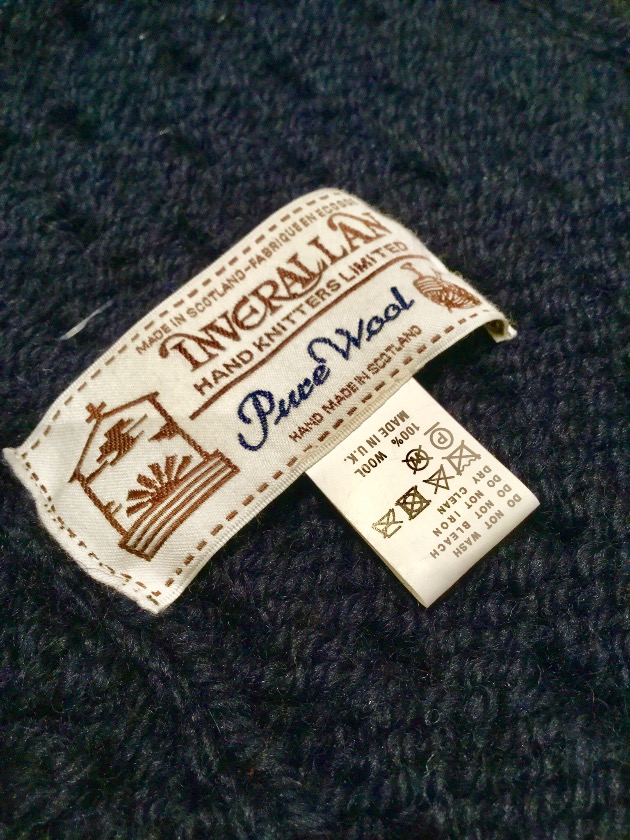 MADE IN SCOTLAND-FABRIQUE EN ECOSSE
INVERALLAN
HAND KNITTERS LIMITED
Pure Wool
HAND MADE IN SCOTLAND
MADE IN U.K.
100% WOOL
P
DO NOT WASH
DO NOT BLEACH
DO NOT IRON
DRY CLEAN